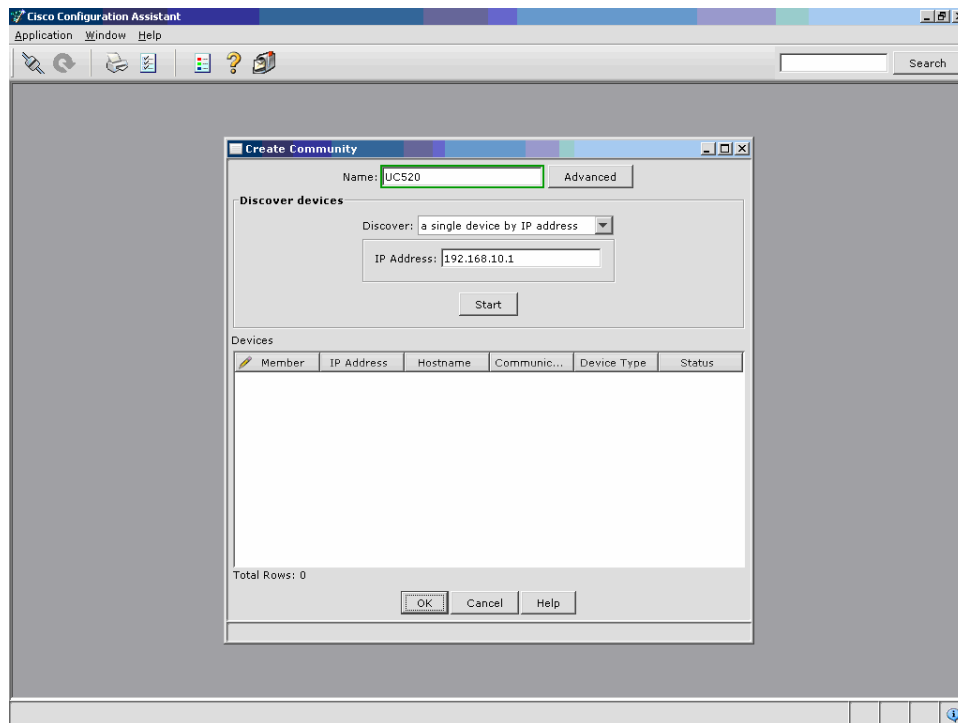 Cisco Configuration Assistant
Application Window Help
Search
Create Community
Name: UC520 Advanced
Discover devices
Discover: a single device by IP address
IP Address: 192.168.10.1
Start
Devices
Member IP Address Hostname Communic... Device Type Status
Total Rows: 0
OK Cancel Help